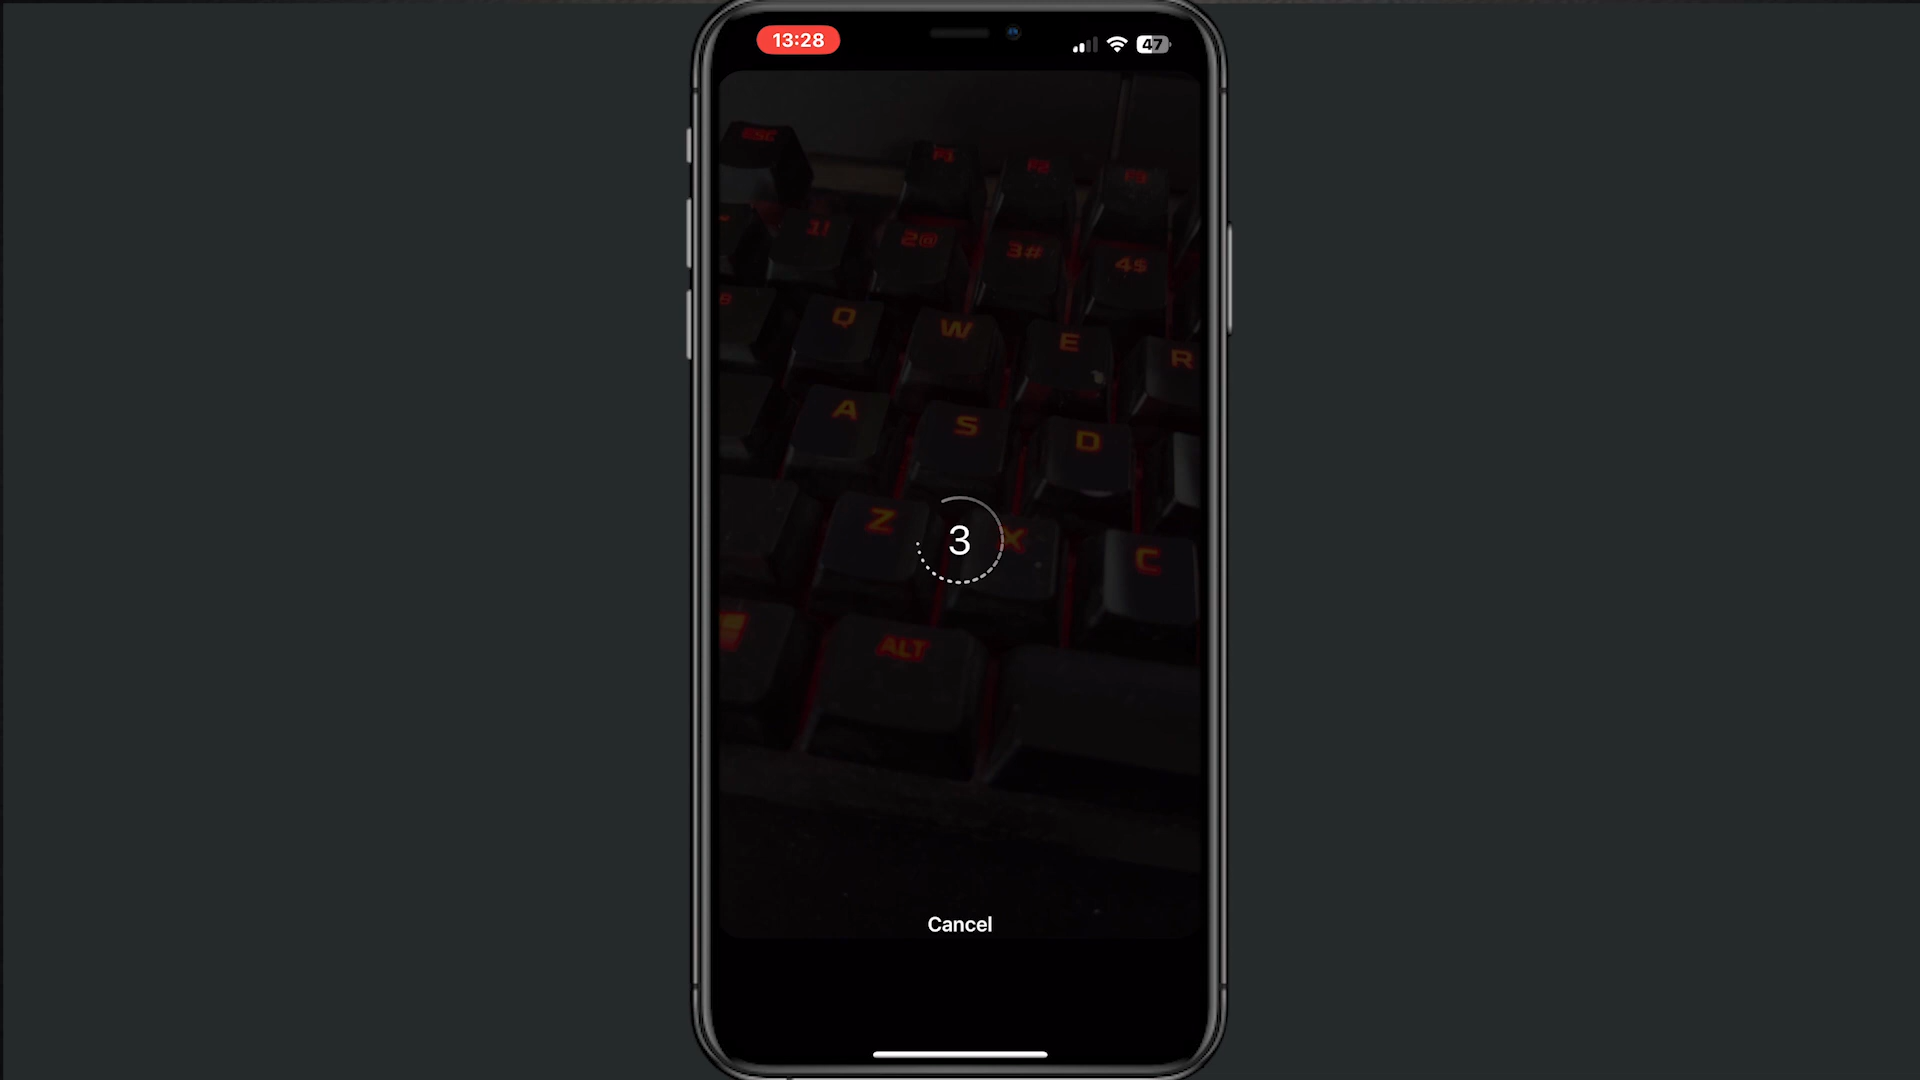 13:28
47
ESC F1 F2 F3
1! 2@ 3# 4$
Q W E R
A S D
3
Z X C
ALT
Cancel